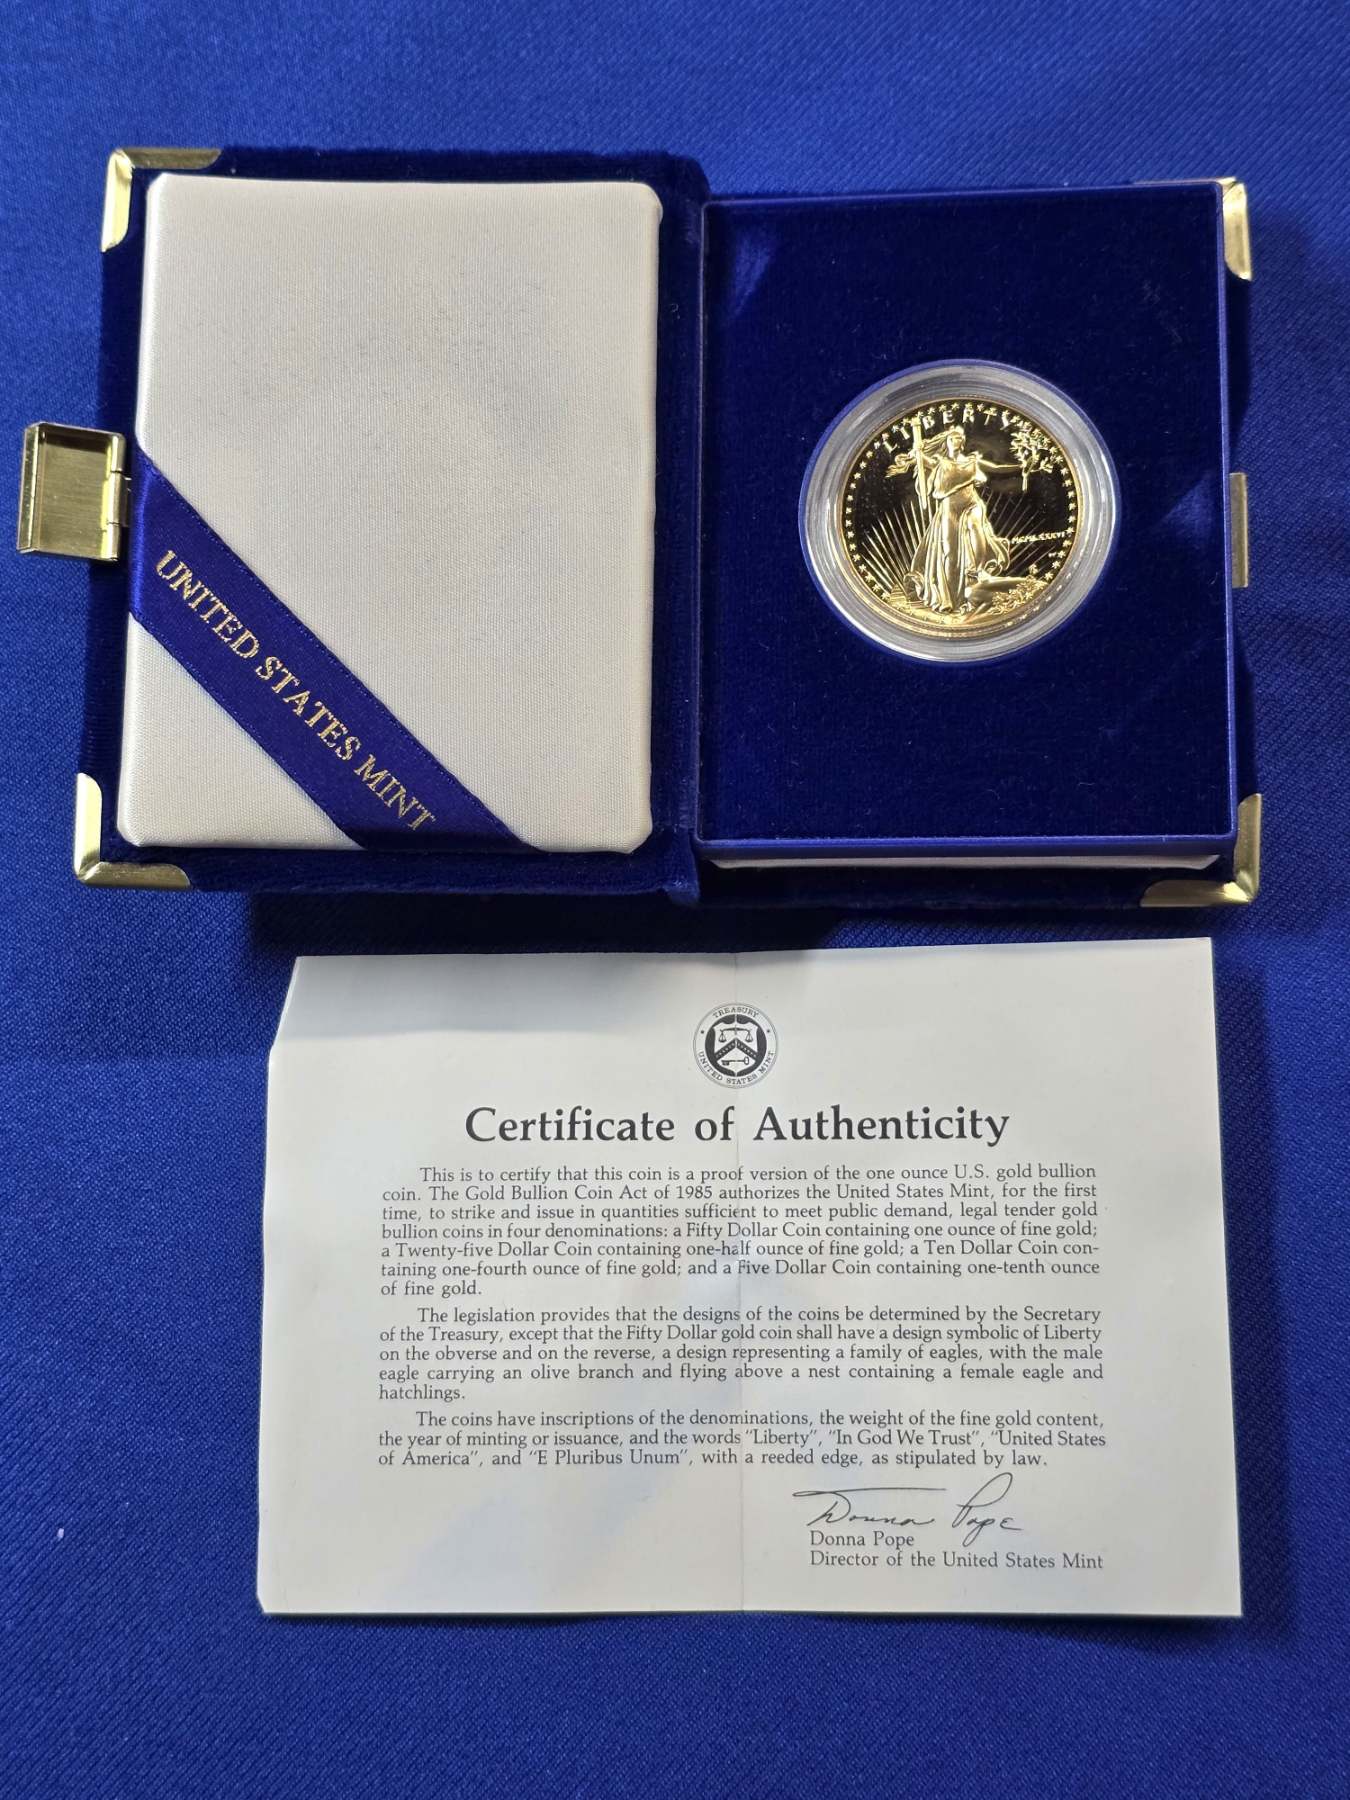 UNITED STATES MINT
LIBERTY
MCMLXXXVI
TREASURY
UNITED STATES MINT
Certificate of Authenticity
This is to certify that this coin is a proof version of the one ounce U.S. gold bullion
coin. The Gold Bullion Coin Act of 1985 authorizes the United States Mint, for the first
time, to strike and issue in quantities sufficient to meet public demand, legal tender gold
bullion coins in four denominations: a Fifty Dollar Coin containing one ounce of fine gold;
a Twenty-five Dollar Coin containing one-half ounce of fine gold; a Ten Dollar Coin con-
taining one-fourth ounce of fine gold; and a Five Dollar Coin containing one-tenth ounce
of fine gold.
The legislation provides that the designs of the coins be determined by the Secretary
of the Treasury, except that the Fifty Dollar gold coin shall have a design symbolic of Liberty
on the obverse and on the reverse, a design representing a family of eagles, with the male
eagle carrying an olive branch and flying above a nest containing a female eagle and
hatchlings.
The coins have inscriptions of the denominations, the weight of the fine gold content,
the year of minting or issuance, and the words "Liberty", "In God We Trust", "United States
of America", and "E Pluribus Unum", with a reeded edge, as stipulated by law.
Donna Pope
Donna Pope
Director of the United States Mint